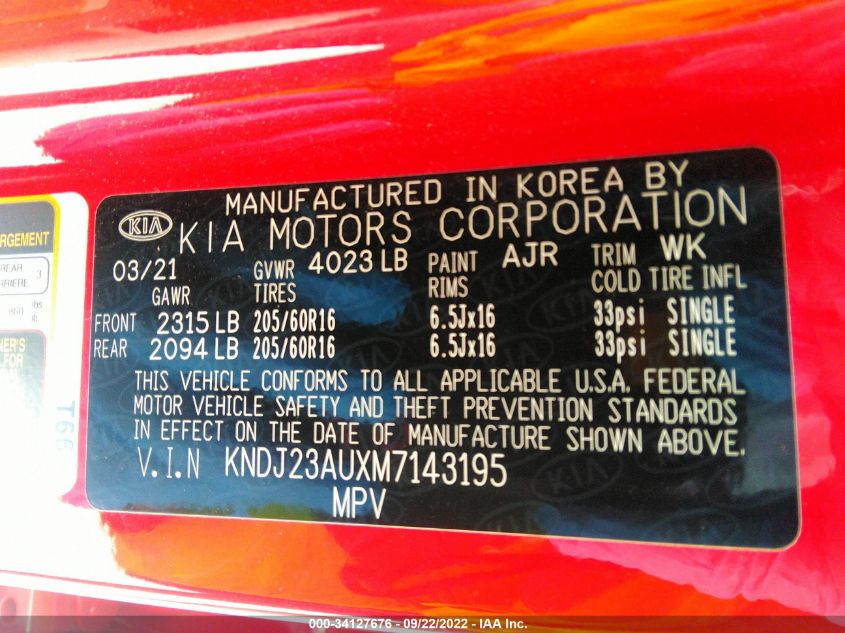 MANUFACTURED IN KOREA BY
KIA KIA MOTORS CORPORATION
03/21 GVWR 4023 LB PAINT AJR TRIM WK
GAWR TIRES RIMS COLD TIRE INFL
FRONT 2315 LB 205/60R16 6.5Jx16 33psi SINGLE
REAR 2094 LB 205/60R16 6.5Jx16 33psi SINGLE
THIS VEHICLE CONFORMS TO ALL APPLICABLE U.S.A. FEDERAL
MOTOR VEHICLE SAFETY AND THEFT PREVENTION STANDARDS
IN EFFECT ON THE DATE OF MANUFACTURE SHOWN ABOVE.
V.I.N KNDJ23AUXM7143195
MPV
RGEMENT
REAR 3
RRIERE
lbs
NER'S
L FOR
T66
000-34127676 - 09/22/2022 - IAA Inc.